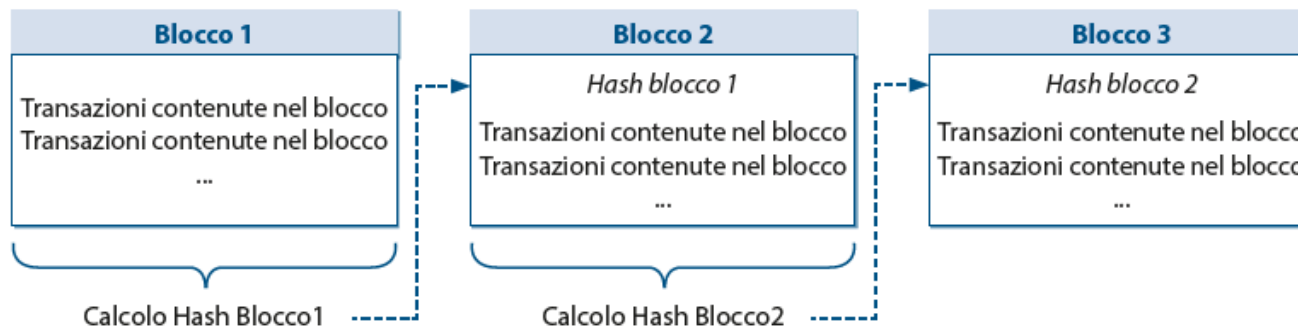 Blocco 1
Transazioni contenute nel blocco
Transazioni contenute nel blocco
...
Calcolo Hash Blocco1
Blocco 2
Hash blocco 1
Transazioni contenute nel blocco
Transazioni contenute nel blocco
...
Calcolo Hash Blocco2
Blocco 3
Hash blocco 2
Transazioni contenute nel blocco
Transazioni contenute nel blocco
...